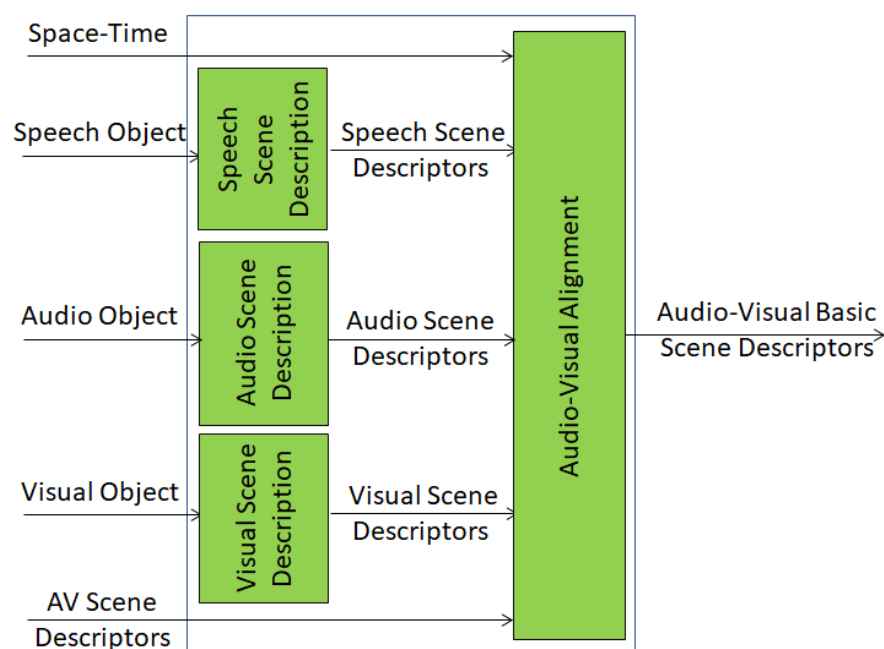 Space-Time
Speech Object
Speech
Scene
Description
Speech Scene
Descriptors
Audio Object
Audio Scene
Description
Audio Scene
Descriptors
Visual Object
Visual Scene
Description
Visual Scene
Descriptors
AV Scene
Descriptors
Audio-Visual Alignment
Audio-Visual Basic
Scene Descriptors